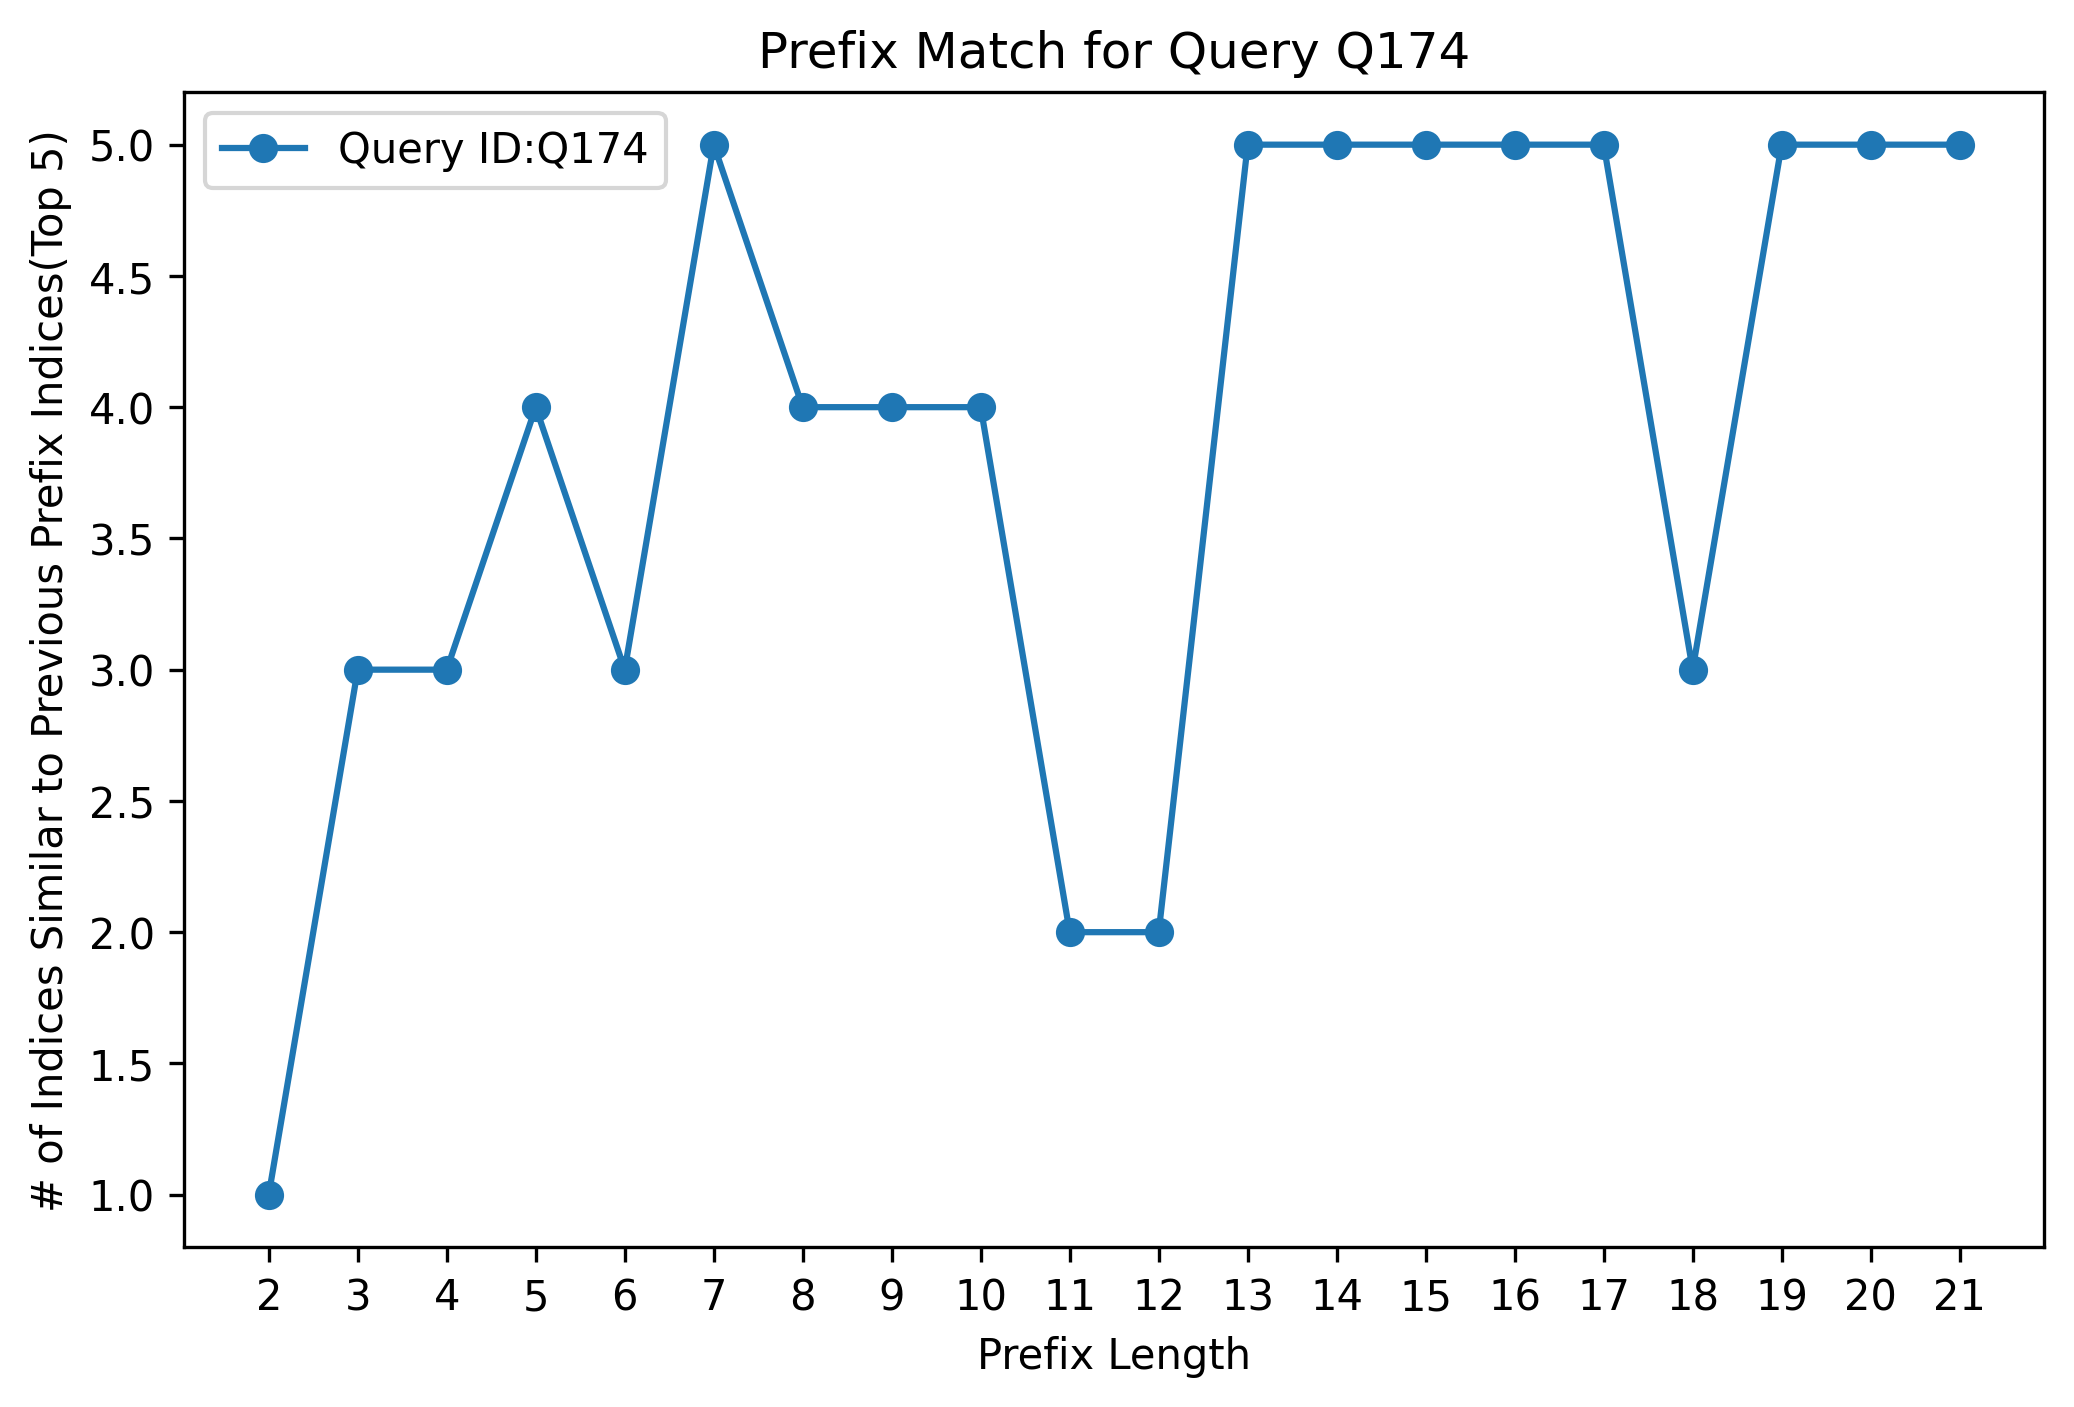 Prefix Match for Query Q174
Query ID:Q174
# of Indices Similar to Previous Prefix Indices(Top 5)
5.0
4.5
4.0
3.5
3.0
2.5
2.0
1.5
1.0
2 3 4 5 6 7 8 9 10 11 12 13 14 15 16 17 18 19 20 21
Prefix Length